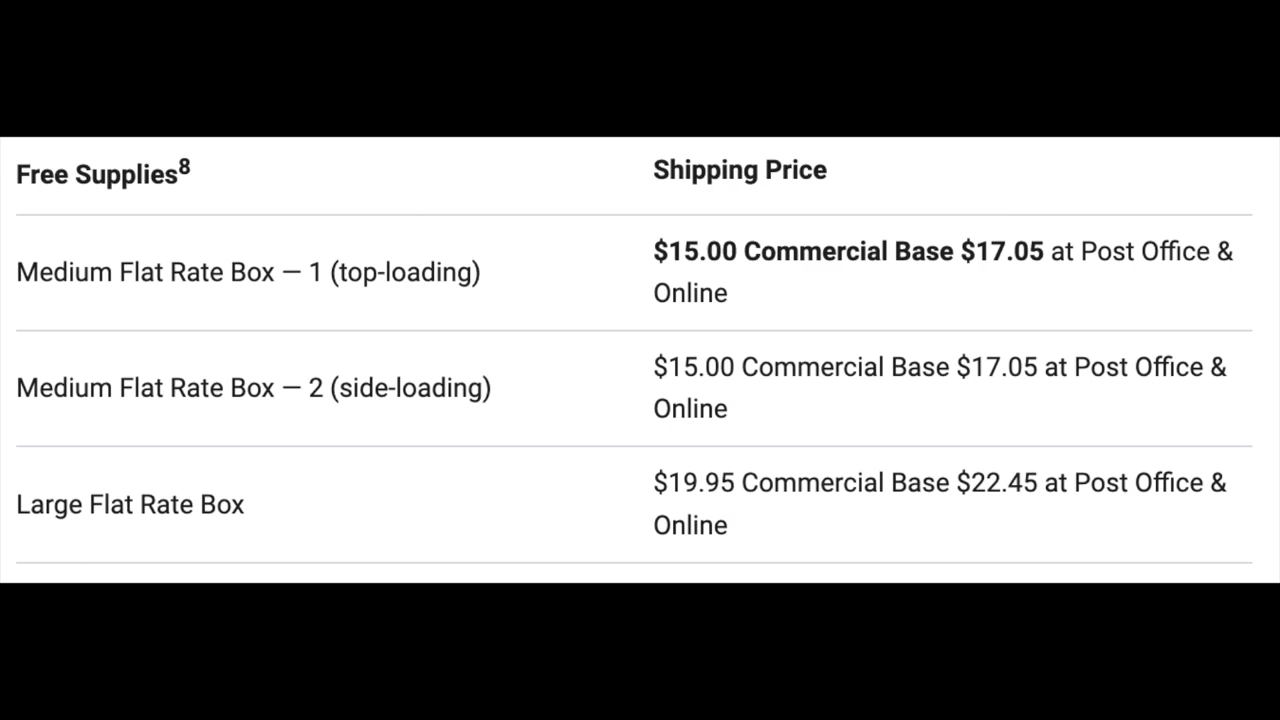 Free Supplies8
Shipping Price
Medium Flat Rate Box — 1 (top-loading)
$15.00 Commercial Base $17.05 at Post Office &
Online
Medium Flat Rate Box — 2 (side-loading)
$15.00 Commercial Base $17.05 at Post Office &
Online
Large Flat Rate Box
$19.95 Commercial Base $22.45 at Post Office &
Online